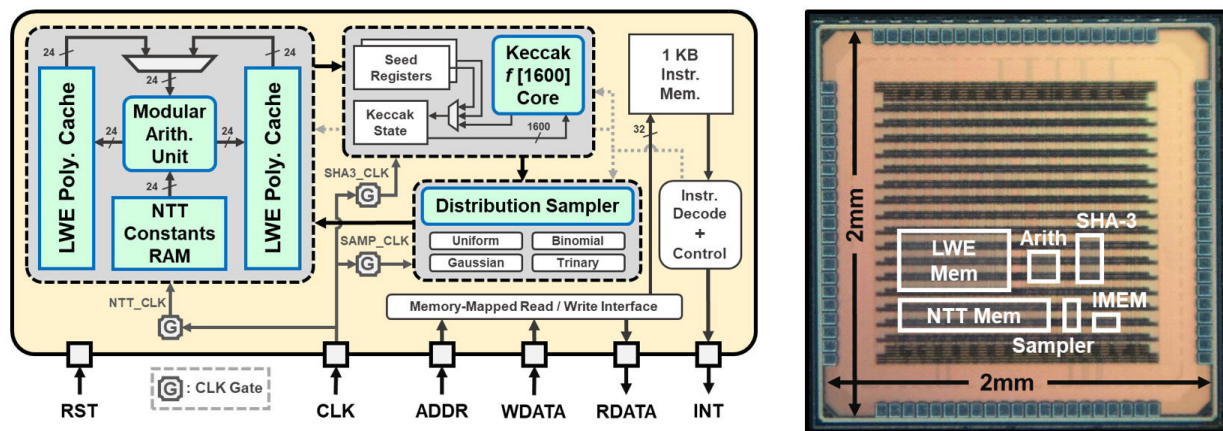 24
24
24
LWE Poly. Cache
Modular
Arith.
Unit
24
24
24
NTT
Constants
RAM
LWE Poly. Cache
Seed
Registers
Keccak
State
Keccak
f [1600]
Core
1600
1 KB
Instr.
Mem.
32
SHA3_CLK
G
SAMP_CLK
G
NTT_CLK
G
Distribution Sampler
Uniform
Binomial
Gaussian
Trinary
Instr.
Decode
+
Control
Memory-Mapped Read / Write Interface
G : CLK Gate
RST
CLK
ADDR
WDATA
RDATA
INT
2mm
LWE
Mem
Arith
SHA-3
NTT Mem
IMEM
Sampler
2mm